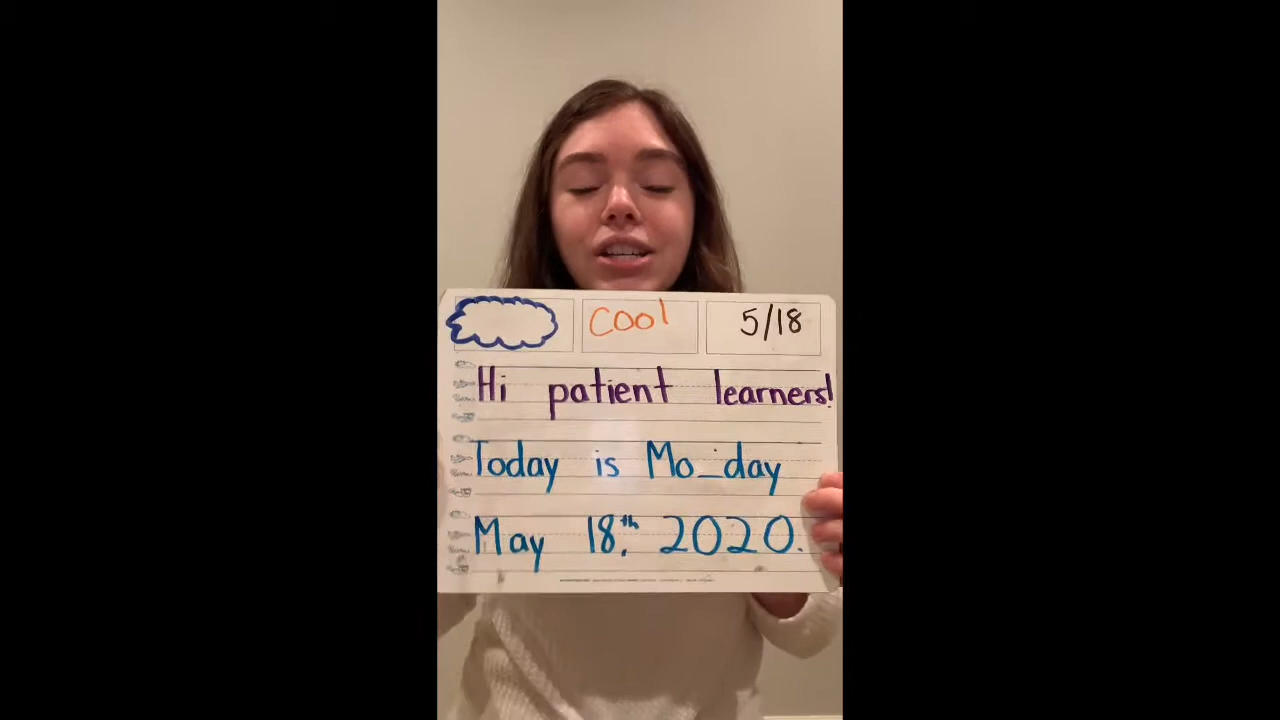 Cool
5/18
Hi patient learners!
Today is Mo_day
May 18th, 2020.